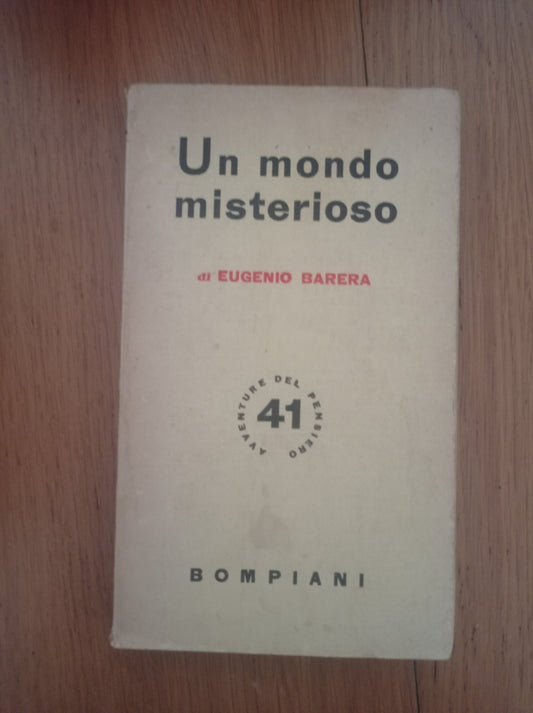 Un mondo
misterioso
di EUGENIO BARERA
AVVENTURE DEL PENSIERO
41
BOMPIANI